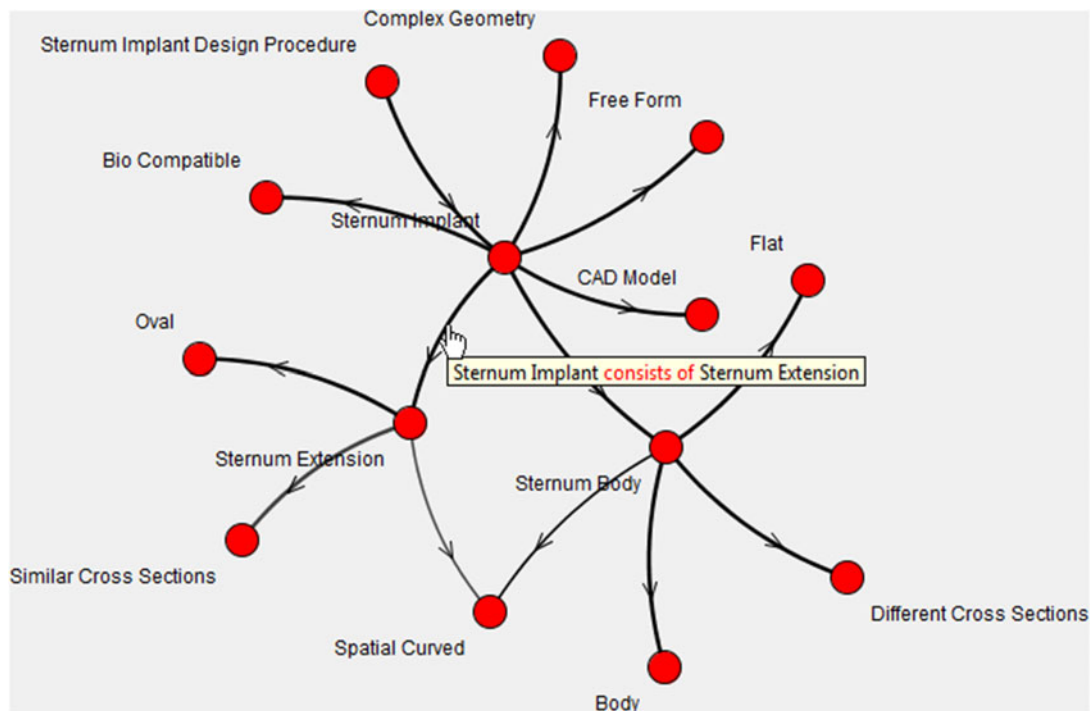 Complex Geometry
Sternum Implant Design Procedure
Free Form
Bio Compatible
Sternum Implant
Flat
CAD Model
Oval
Sternum Implant consists of Sternum Extension
Sternum Extension
Sternum Body
Similar Cross Sections
Different Cross Sections
Spatial Curved
Body